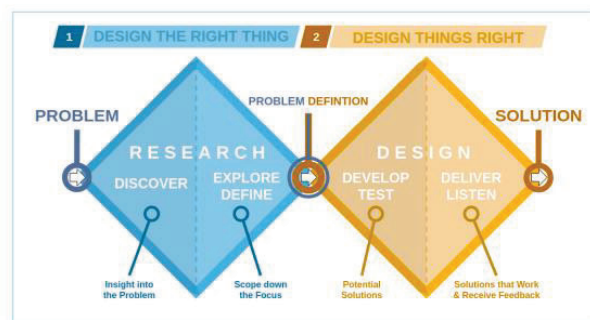 1 DESIGN THE RIGHT THING
2 DESIGN THINGS RIGHT
PROBLEM
PROBLEM DEFINTION
SOLUTION
RESEARCH
DISCOVER
EXPLORE
DEFINE
DESIGN
DEVELOP
TEST
DELIVER
LISTEN
Insight into
the Problem
Scope down
the Focus
Potential
Solutions
Solutions that Work
& Receive Feedback